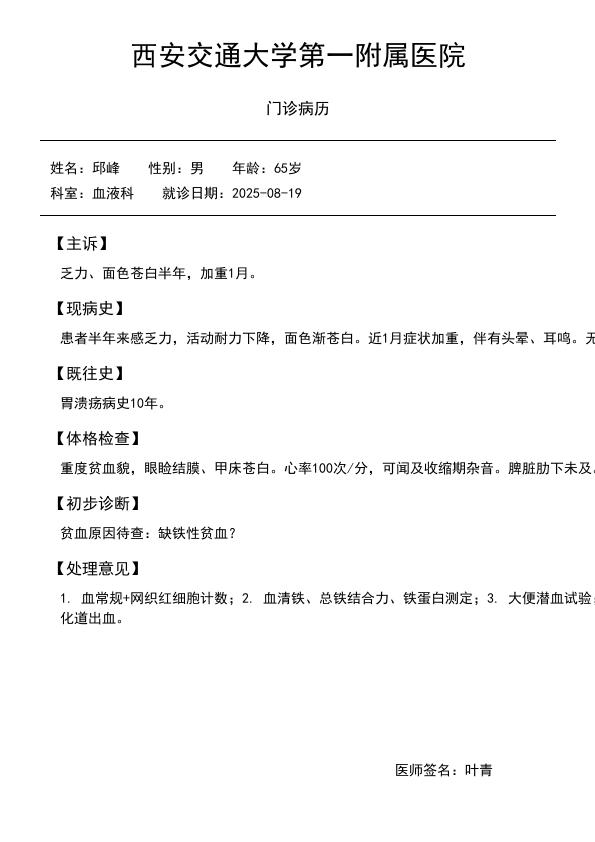 西安交通大学第一附属医院
门诊病历
姓名：邱峰 性别：男 年龄：65岁
科室：血液科 就诊日期：2025-08-19
【主诉】
乏力、面色苍白半年，加重1月。
【现病史】
患者半年来感乏力，活动耐力下降，面色渐苍白。近1月症状加重，伴有头晕、耳鸣。无
【既往史】
胃溃疡病史10年。
【体格检查】
重度贫血貌，眼睑结膜、甲床苍白。心率100次/分，可闻及收缩期杂音。脾脏肋下未及。
【初步诊断】
贫血原因待查：缺铁性贫血？
【处理意见】
1. 血常规+网织红细胞计数；2. 血清铁、总铁结合力、铁蛋白测定；3. 大便潜血试验
化道出血。
医师签名：叶青